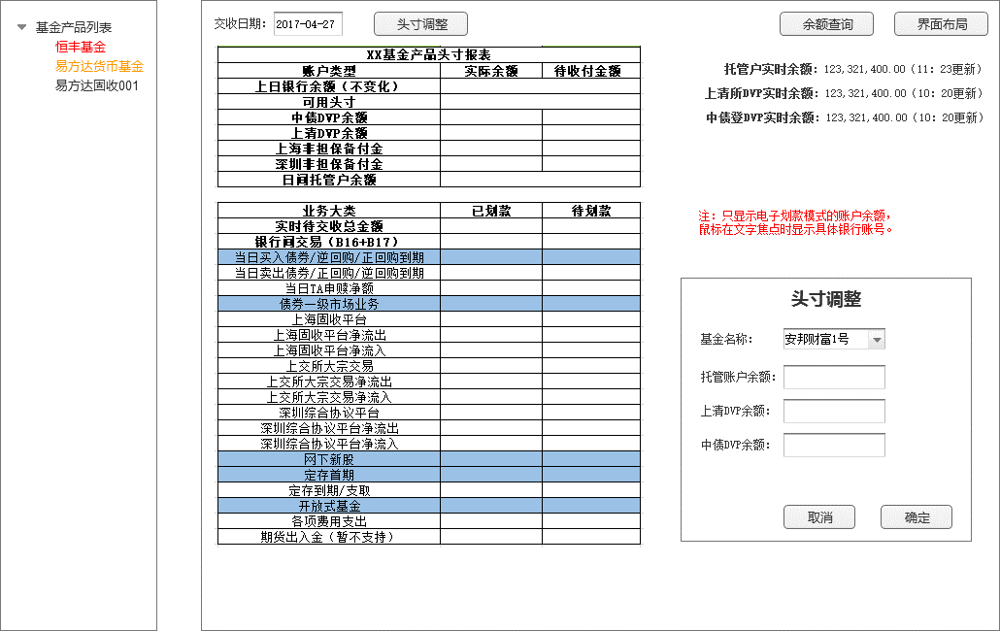 基金产品列表
恒丰基金
易方达货币基金
易方达固收001
交收日期： 2017-04-27 头寸调整 余额查询 界面布局
XX基金产品头寸报表
账户类型 实际余额 待收付金额
上日银行余额（不变化）
可用头寸
中债DVP余额
上清DVP余额
上海非担保备付金
深圳非担保备付金
日间托管户余额
托管户实时余额：123,321,400.00（11：23更新）
上清所DVP实时余额：123,321,400.00（10：20更新）
中债登DVP实时余额：123,321,400.00（10：20更新）
业务大类 已划款 待划款
实时待交收总金额
银行间交易（B16+B17）
当日买入债券/逆回购/正回购到期
当日卖出债券/正回购/逆回购到期
当日TA申赎净额
债券一级市场业务
上海固收平台
上海固收平台净流出
上海固收平台净流入
上交所大宗交易
上交所大宗交易净流出
上交所大宗交易净流入
深圳综合协议平台
深圳综合协议平台净流出
深圳综合协议平台净流入
网下新股
定存首期
定存到期/支取
开放式基金
各项费用支出
期货出入金（暂不支持）
注：只显示电子划款模式的账户余额，
鼠标在文字焦点时显示具体银行账号。
头寸调整
基金名称： 安邦财富1号
托管账户余额：
上清DVP余额：
中债DVP余额：
取消 确定